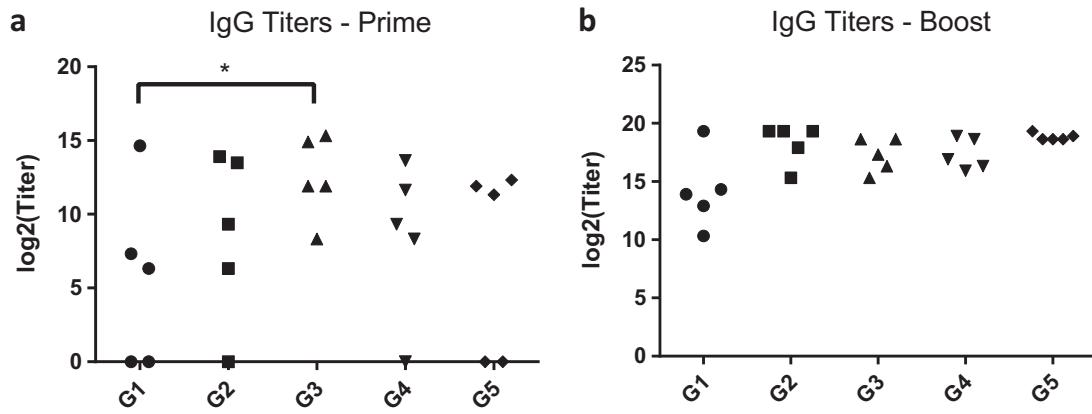 a
IgG Titers - Prime
log2(Titer)
20
15
10
5
0
*
G1
G2
G3
G4
G5
b
IgG Titers - Boost
log2(Titer)
25
20
15
10
5
0
G1
G2
G3
G4
G5